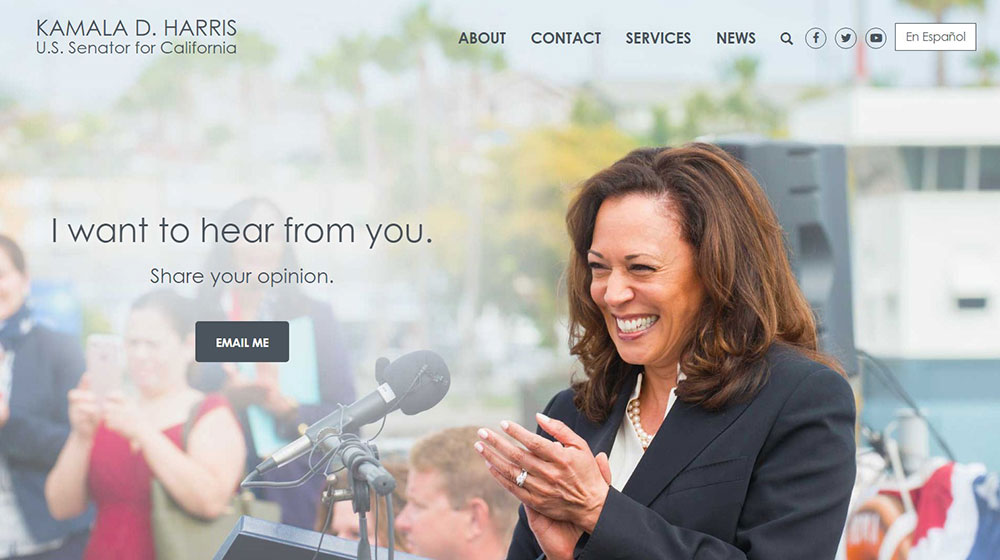 KAMALA D. HARRIS
U.S. Senator for California
ABOUT CONTACT SERVICES NEWS En Español
I want to hear from you.
Share your opinion.
EMAIL ME